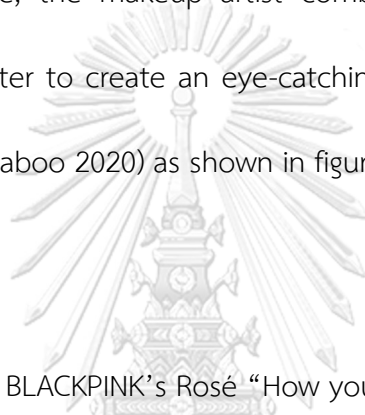 the makeup artist comb
ter to create an eye-catchin
aboo 2020) as shown in figur
BLACKPINK’s Rosé “How you